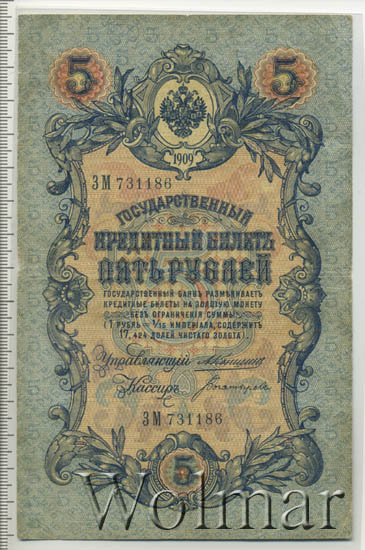 5 5
1909
ЗМ 731186
ГОСУДАРСТВЕННЫЙ
КРЕДИТНЫЙ БИЛЕТЪ
ПЯТЬ РУБЛЕЙ
ГОСУДАРСТВЕННЫЙ БАНКЪ РАЗМѢНИВАЕТЪ
КРЕДИТНЫЕ БИЛЕТЫ НА ЗОЛОТУЮ МОНЕТУ
БЕЗЪ ОГРАНИЧЕНІЯ СУММЫ.
(1 РУБЛЬ = 1/15 ИМПЕРІАЛА, СОДЕРЖИТЪ
17,424 ДОЛЕЙ ЧИСТАГО ЗОЛОТА).
Управляющій
Кассиръ
ЗМ 731186
5
Wolmar